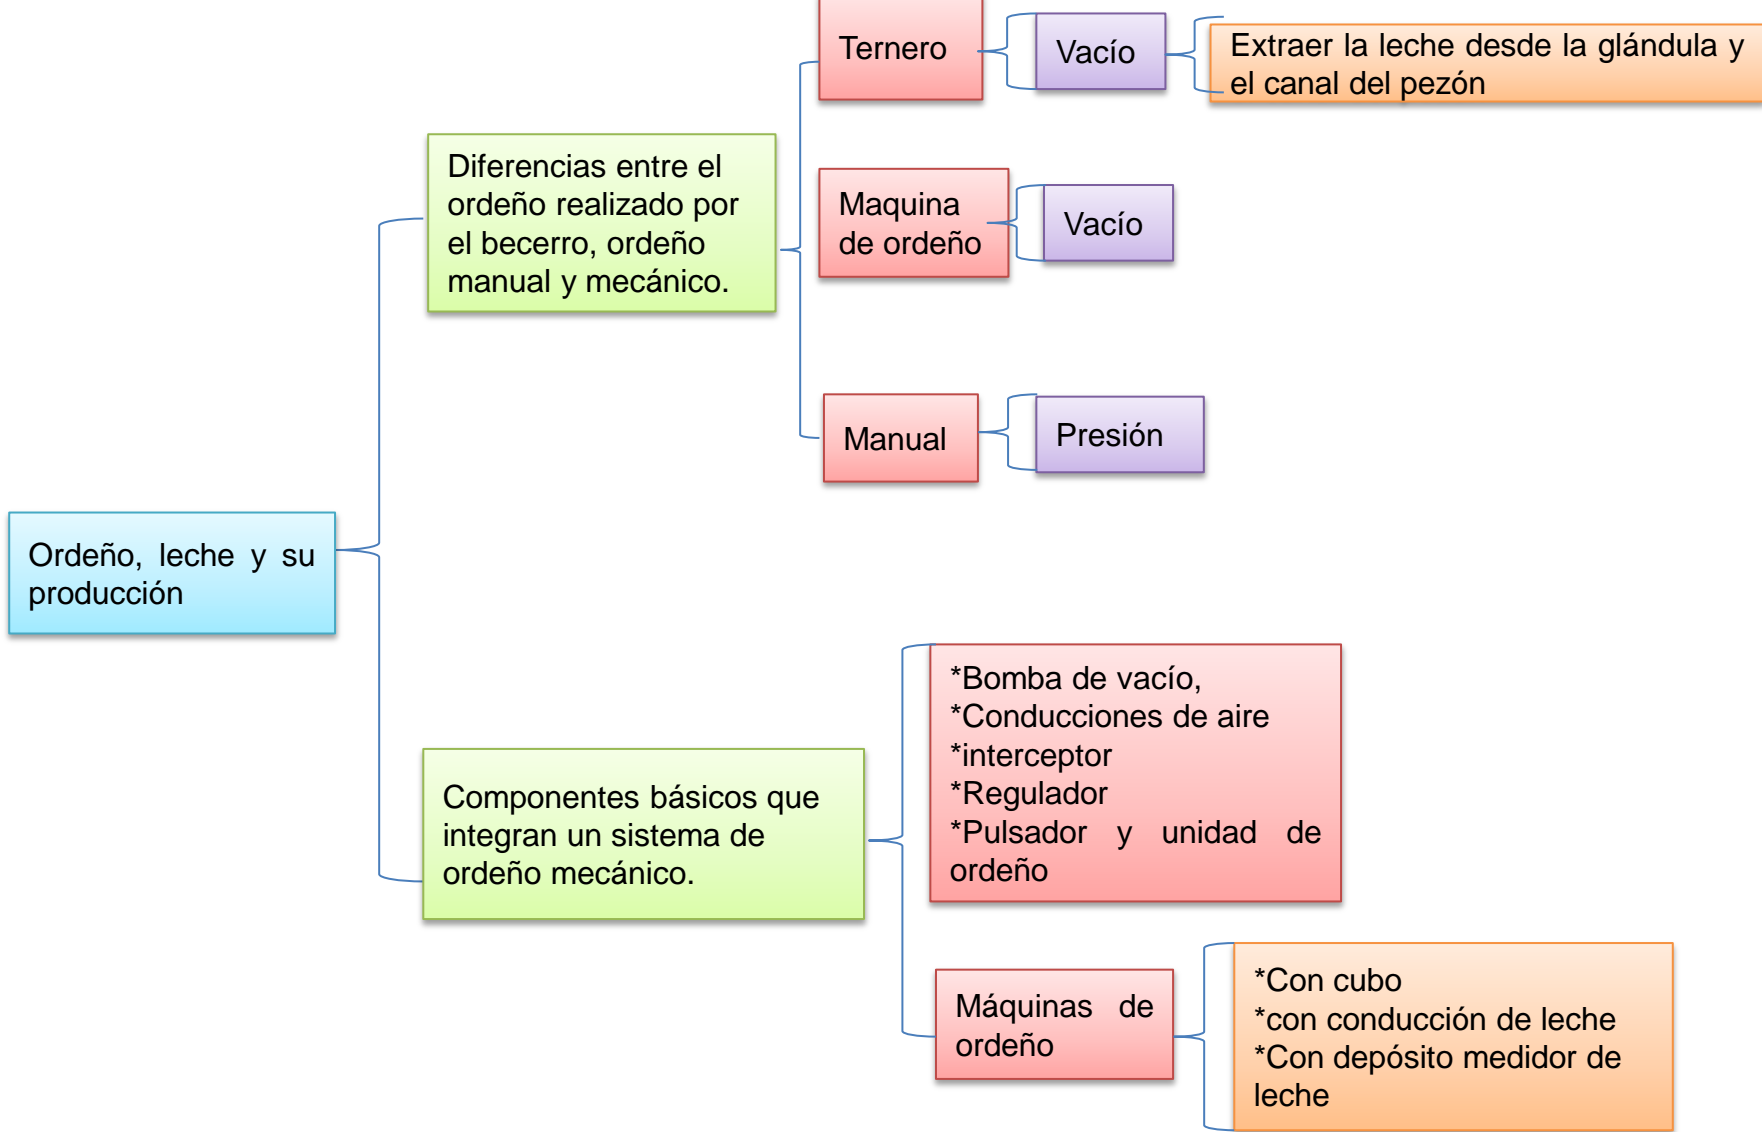 Ternero
Vacío
Extraer la leche desde la glándula y
el canal del pezón
Diferencias entre el
ordeño realizado por
el becerro, ordeño
manual y mecánico.
Maquina
de ordeño
Vacío
Manual
Presión
Ordeño, leche y su
producción
*Bomba de vacío,
*Conducciones de aire
*interceptor
*Regulador
*Pulsador y unidad de
ordeño
Componentes básicos que
integran un sistema de
ordeño mecánico.
Máquinas de
ordeño
*Con cubo
*con conducción de leche
*Con depósito medidor de
leche